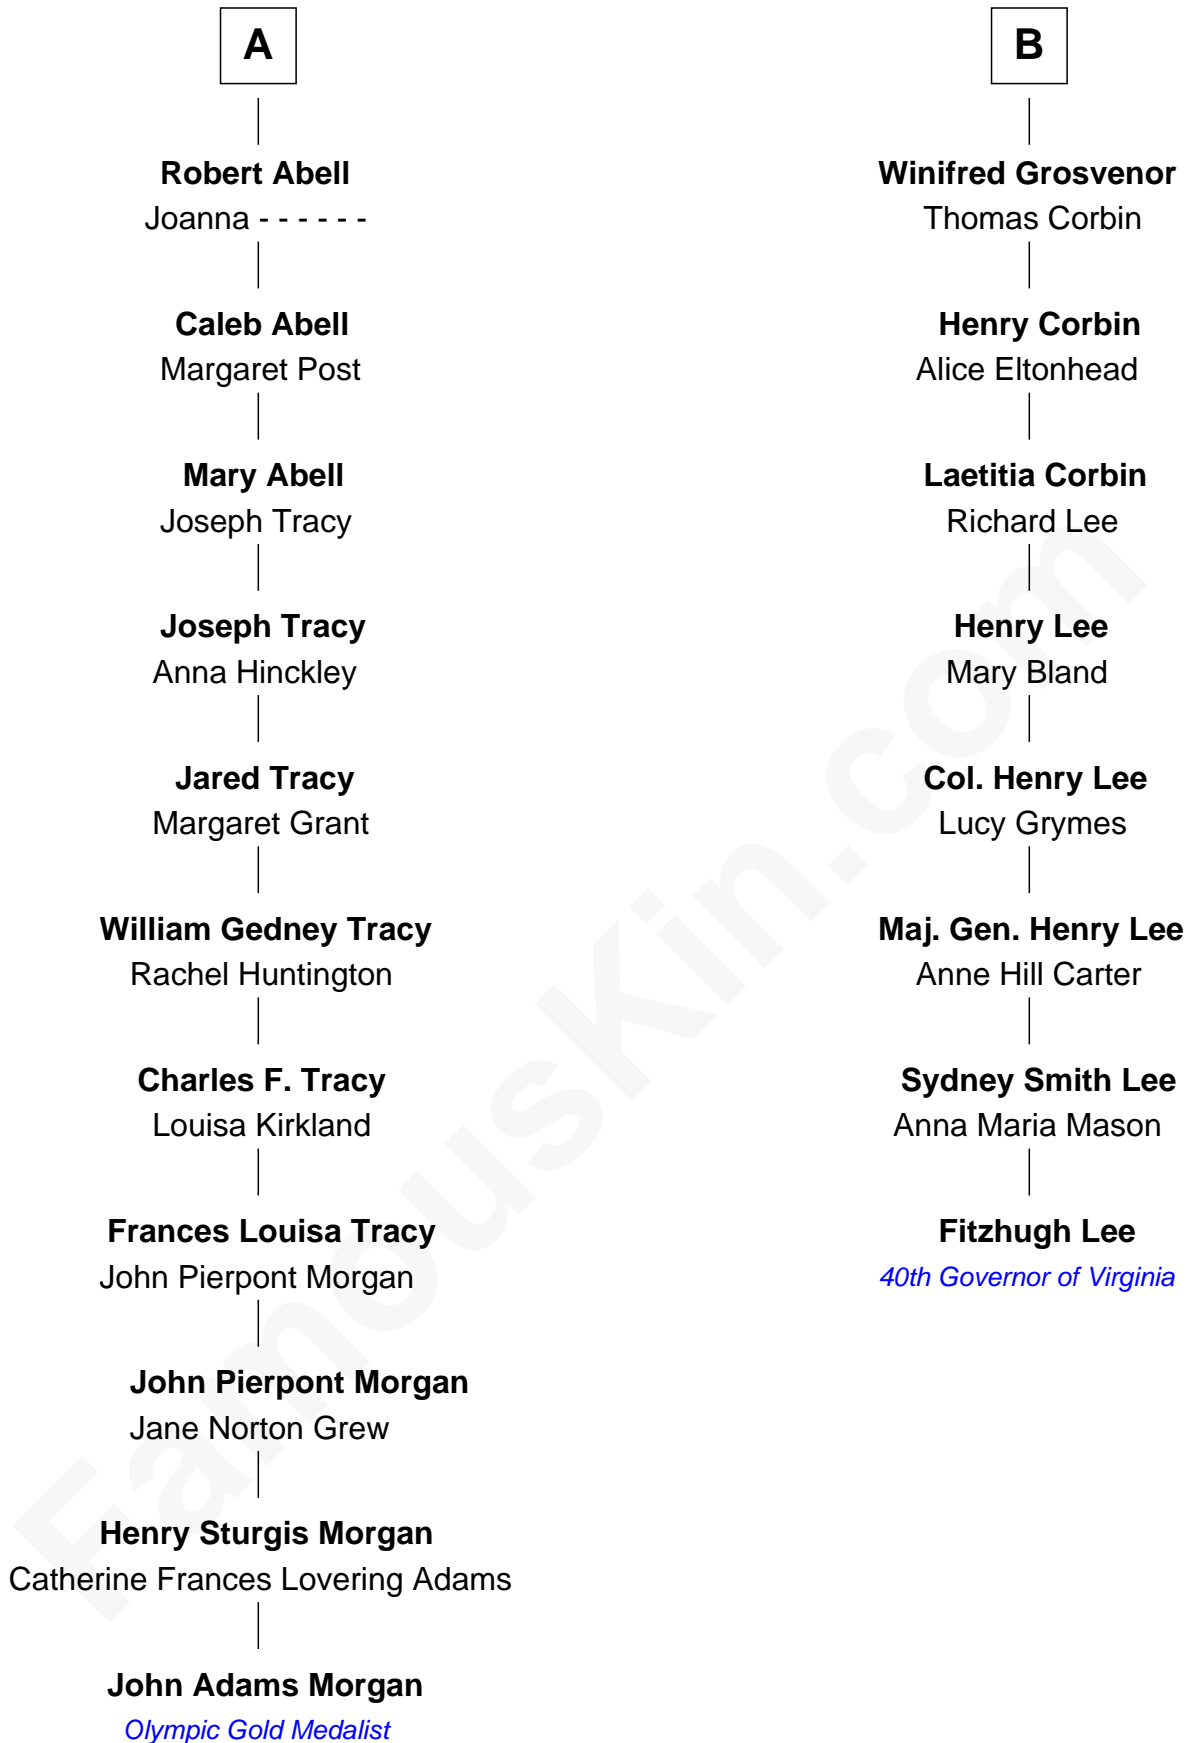 A
Robert Abell
Joanna - - - - - -
Caleb Abell
Margaret Post
Mary Abell
Joseph Tracy
Joseph Tracy
Anna Hinckley
Jared Tracy
Margaret Grant
William Gedney Tracy
Rachel Huntington
Charles F. Tracy
Louisa Kirkland
Frances Louisa Tracy
John Pierpont Morgan
John Pierpont Morgan
Jane Norton Grew
Henry Sturgis Morgan
Catherine Frances Lovering Adams
John Adams Morgan
Olympic Gold Medalist
B
Winifred Grosvenor
Thomas Corbin
Henry Corbin
Alice Eltonhead
Laetitia Corbin
Richard Lee
Henry Lee
Mary Bland
Col. Henry Lee
Lucy Grymes
Maj. Gen. Henry Lee
Anne Hill Carter
Sydney Smith Lee
Anna Maria Mason
Fitzhugh Lee
40th Governor of Virginia
FamousKin.com